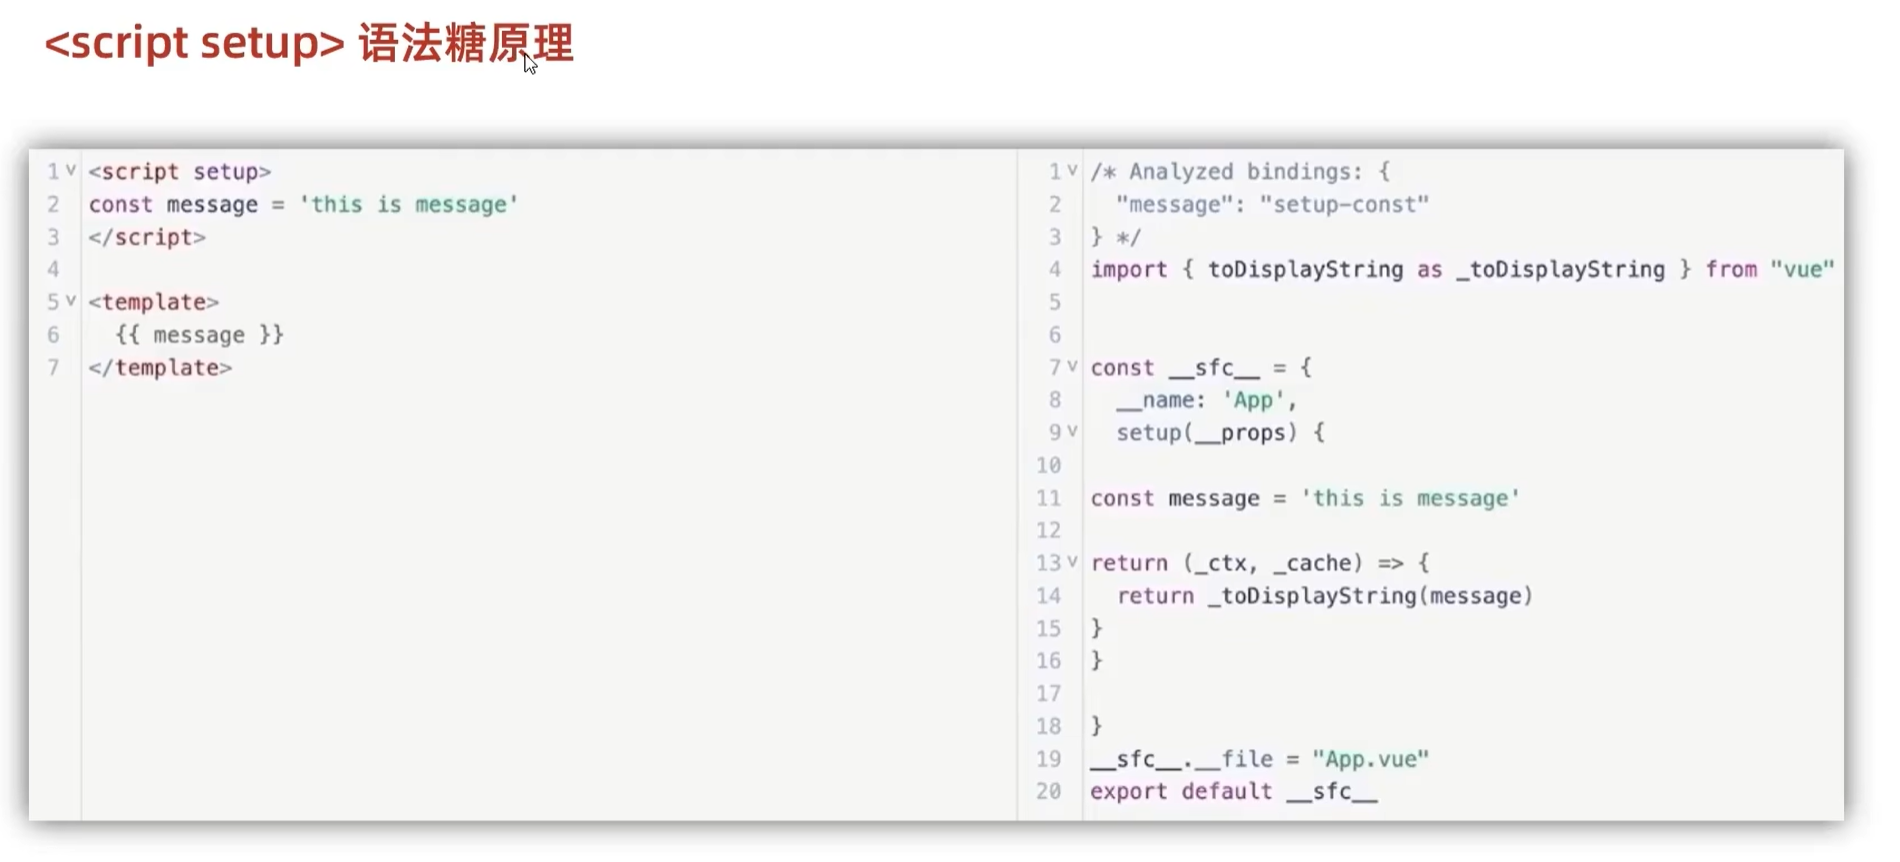 <script setup> 语法糖原理
1 <script setup>
2 const message = 'this is message'
3 </script>
4
5 <template>
6 {{ message }}
7 </template>
1 /* Analyzed bindings: {
2 "message": "setup-const"
3 } */
4 import { toDisplayString as _toDisplayString } from "vue"
5
6
7 const __sfc__ = {
8 __name: 'App',
9 setup(__props) {
10
11 const message = 'this is message'
12
13 return (_ctx, _cache) => {
14 return _toDisplayString(message)
15 }
16 }
17
18 }
19 __sfc__.__file = "App.vue"
20 export default __sfc__